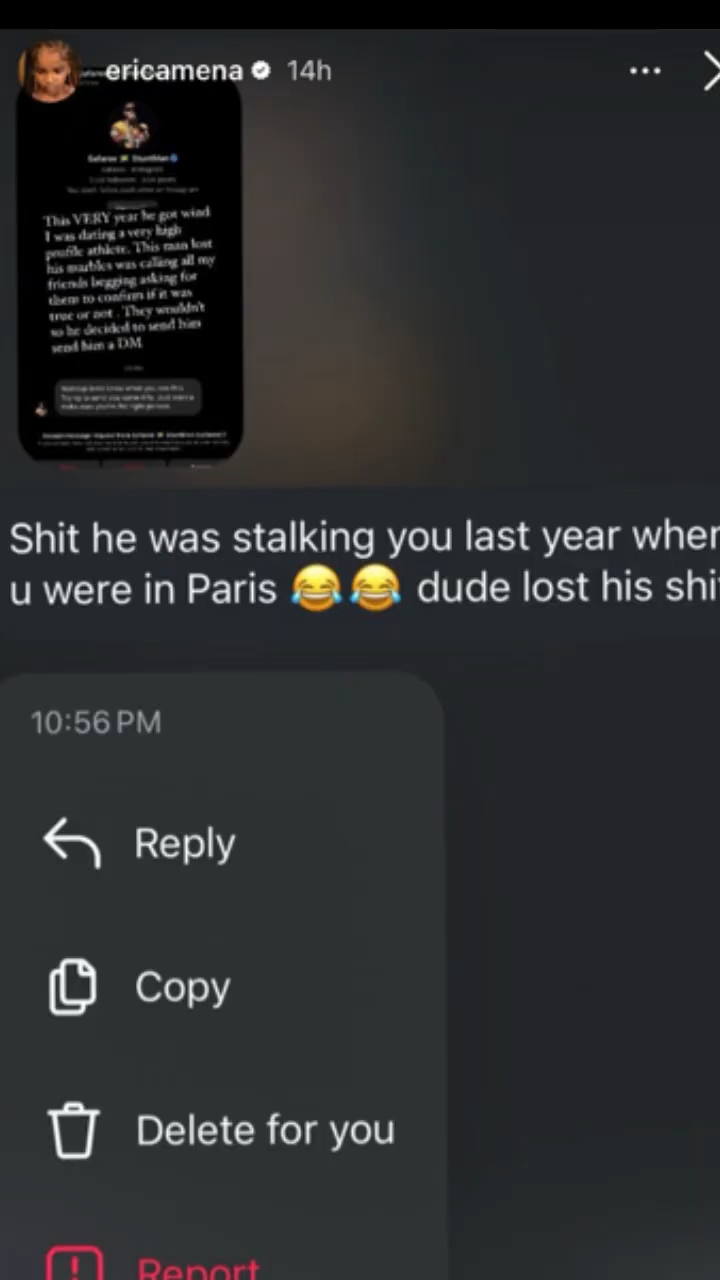 ericamena 14h
Safaree StuntMan
This VERY year he got wind
I was dating a very high
profile athlete. This man lost
his marbles was calling all my
friends begging asking for
them to confirm if it was
true or not . They wouldn't
so he decided to send him
send him a DM
Shit he was stalking you last year wher
u were in Paris 😂😂 dude lost his shi
10:56 PM
Reply
Copy
Delete for you
Report